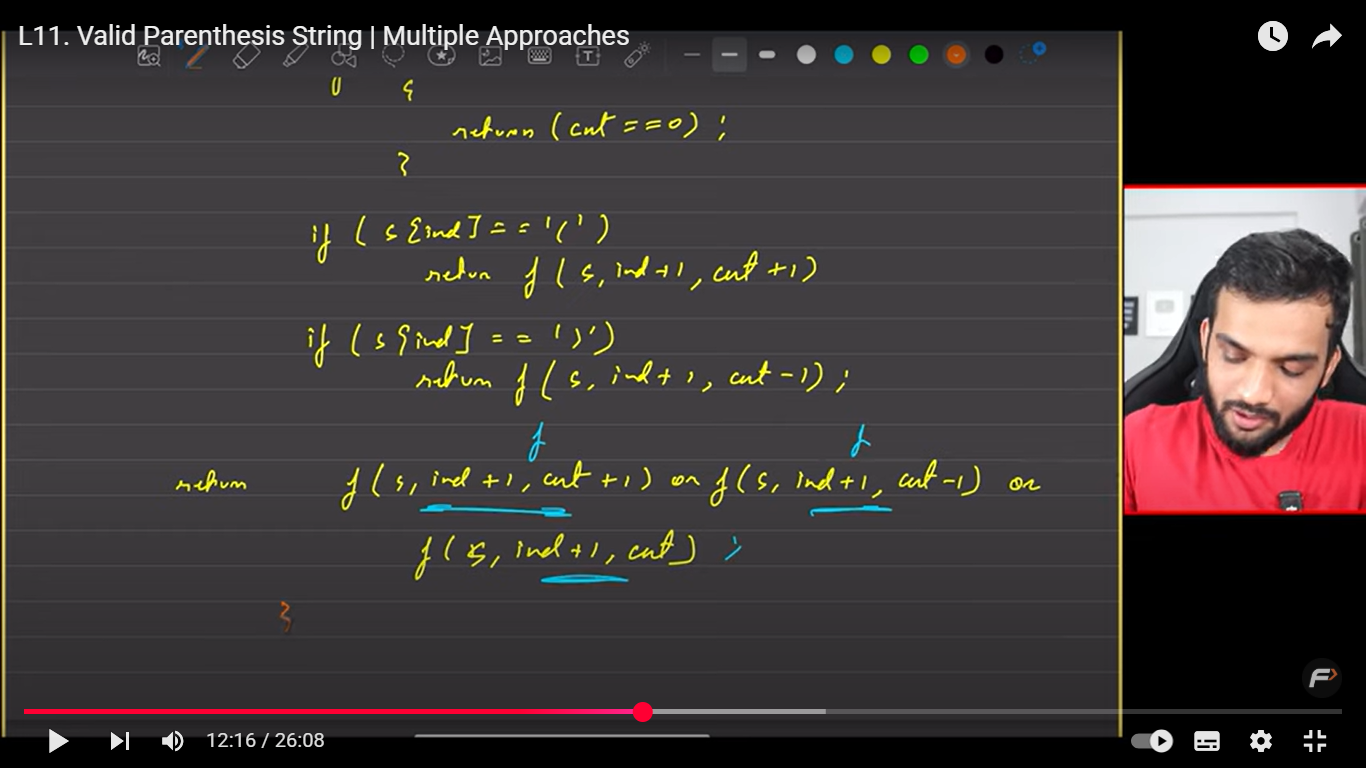 L11. Valid Parenthesis String | Multiple Approaches
{
return (cnt == 0) ;
}
if ( s[ind] == '(' )
return f ( s, ind+1, cnt+1)
if ( s[ind] == ')')
return f ( s, ind+1, cnt-1) ;
f f
return f ( s, ind+1, cnt+1) or f(s, ind+1, cnt-1) or
f ( s, ind+1, cnt) ;
}
12:16 / 26:08